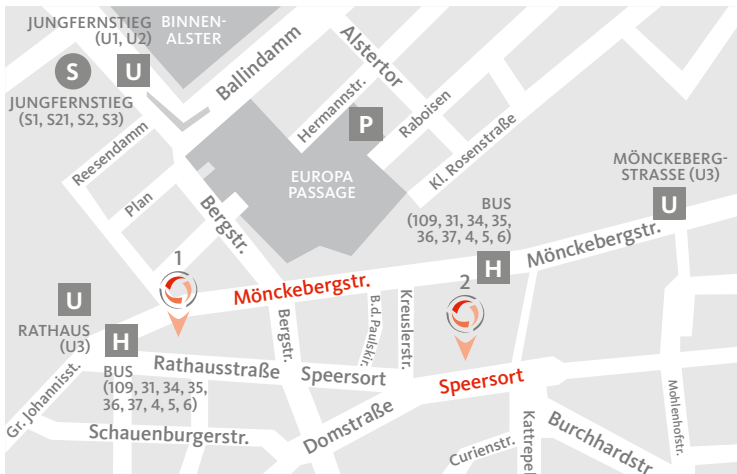 JUNGFERNSTIEG
(U1, U2)
BINNEN-
ALSTER
S
U
JUNGFERNSTIEG
(S1, S21, S2, S3)
Ballindamm
Alstertor
Hermannstr.
P
Raboisen
Kl. Rosenstraße
Reesendamm
Plan
Bergstr.
EUROPA
PASSAGE
MÖNCKEBERG-
STRASSE (U3)
U
BUS
(109, 31, 34, 35,
36, 37, 4, 5, 6)
H
Mönckebergstr.
1
Mönckebergstr.
2
U
RATHAUS
(U3)
H
BUS
(109, 31, 34, 35,
36, 37, 4, 5, 6)
Bergstr.
B.d.Paulskir.
Kreuslerstr.
Rathausstraße
Speersort
Speersort
Gr. Johannisst.
Schauenburgerstr.
Domstraße
Curienstr.
Kattrepel
Burchhardstr.
Mohlenhofstr.